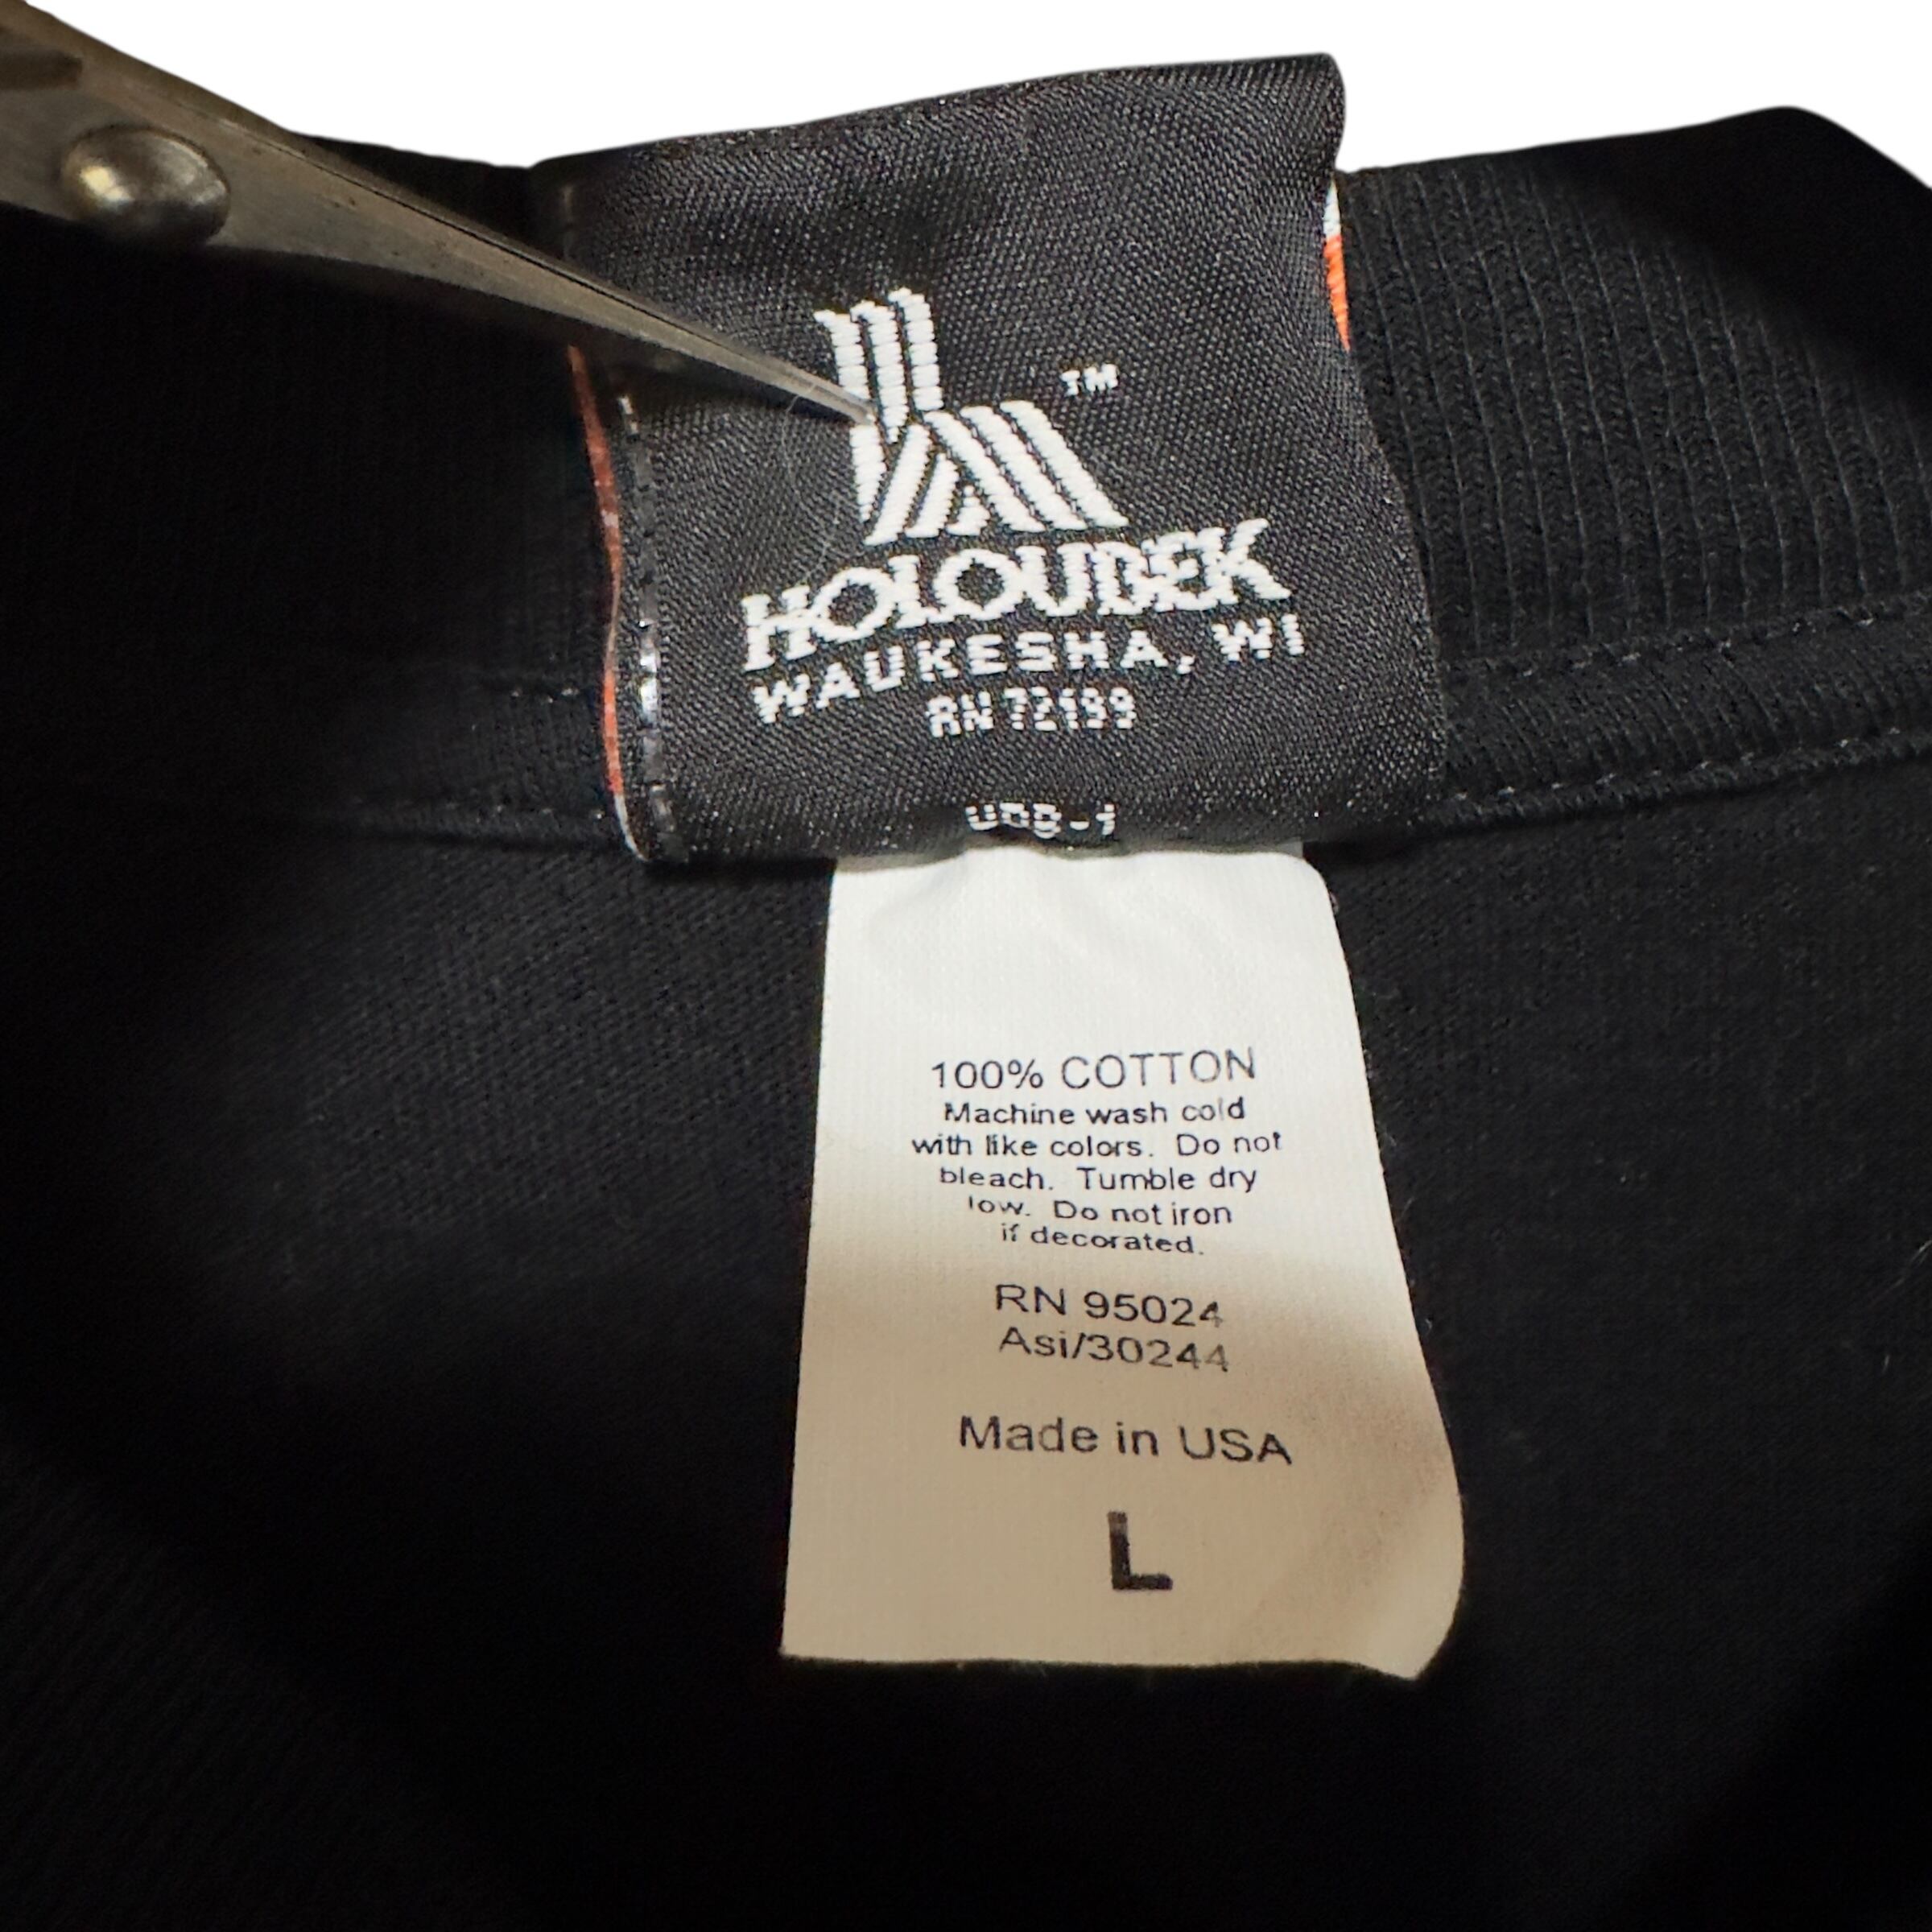 TM
HOLOUBEK
WAUKESHA, WI
RN 72199
100% COTTON
Machine wash cold
with like colors. Do not
bleach. Tumble dry
low. Do not iron
if decorated.
RN 95024
Asi/30244
Made in USA
L